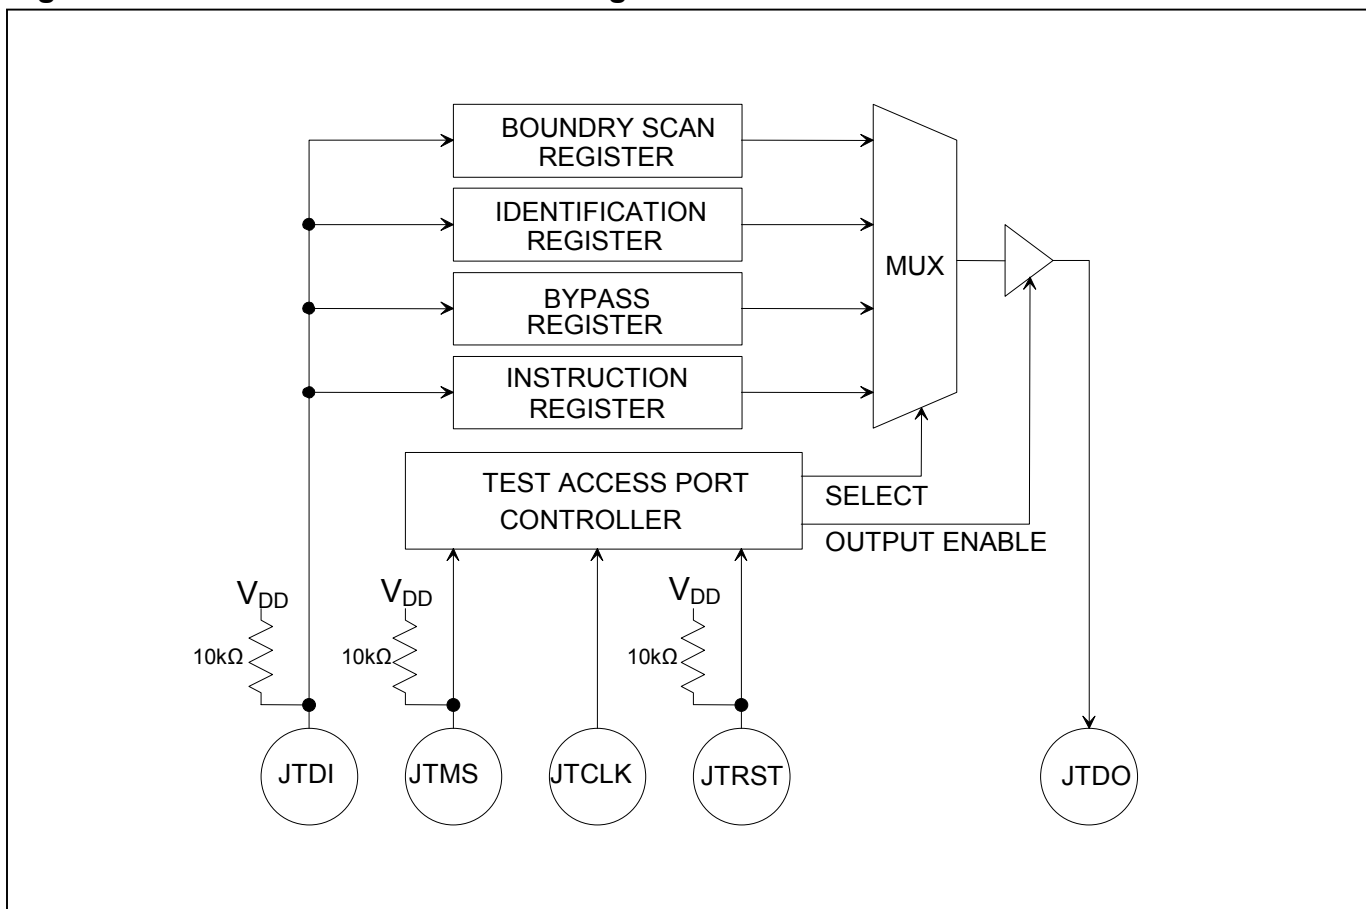 BOUNDRY SCAN
REGISTER
IDENTIFICATION
REGISTER
BYPASS
REGISTER
INSTRUCTION
REGISTER
MUX
TEST ACCESS PORT
CONTROLLER
SELECT
OUTPUT ENABLE
VDD
VDD
VDD
10kΩ
10kΩ
10kΩ
JTDI
JTMS
JTCLK
JTRST
JTDO